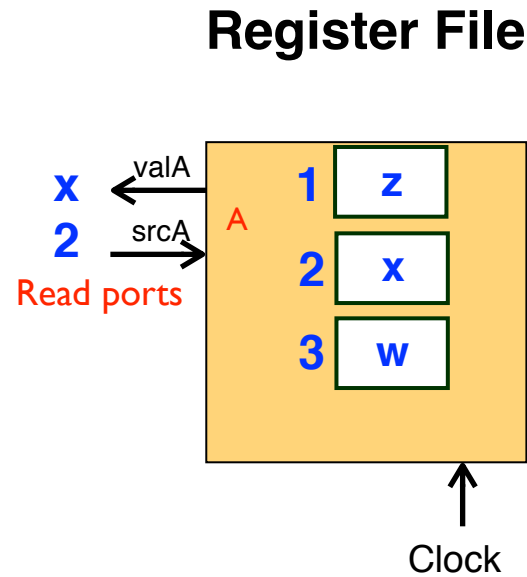 Register File
x valA 1 z
2 srcA A
2 x
Read ports
3 w
Clock